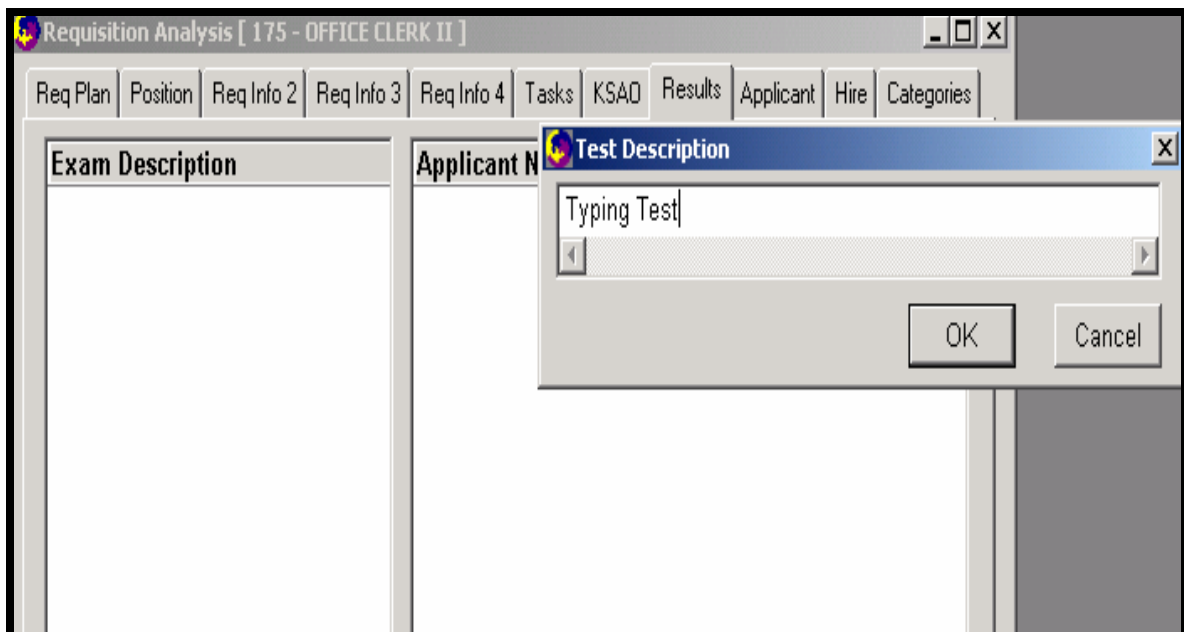 Requisition Analysis [ 175 - OFFICE CLERK II ]
Req Plan Position Req Info 2 Req Info 3 Req Info 4 Tasks KSAO Results Applicant Hire Categories
Exam Description
Applicant N
Test Description
Typing Test
OK Cancel